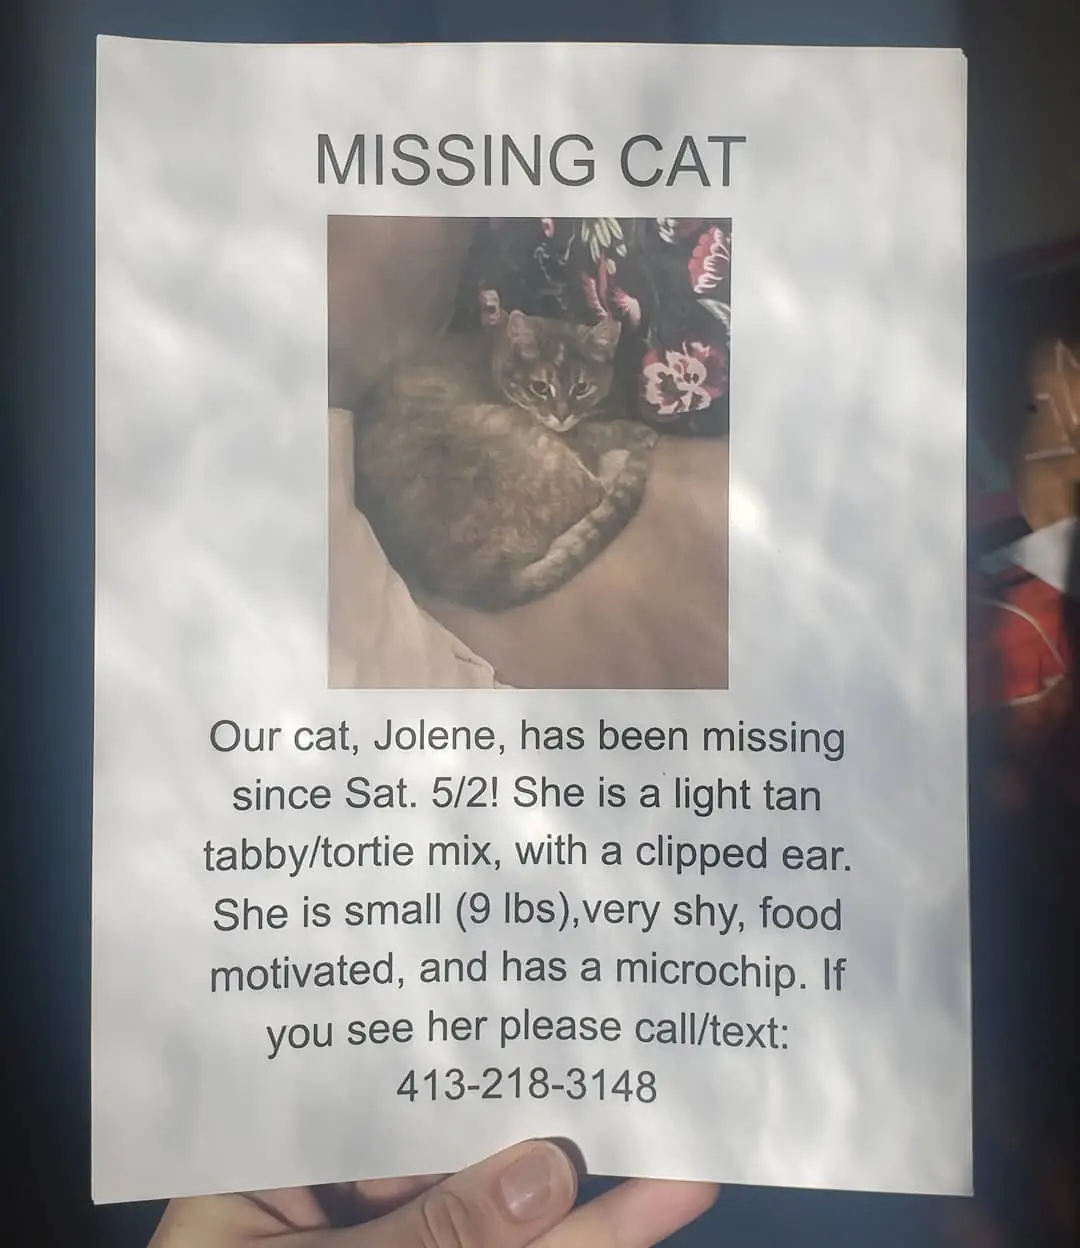 MISSING CAT
Our cat, Jolene, has been missing
since Sat. 5/2! She is a light tan
tabby/tortie mix, with a clipped ear.
She is small (9 lbs),very shy, food
motivated, and has a microchip. If
you see her please call/text:
413-218-3148